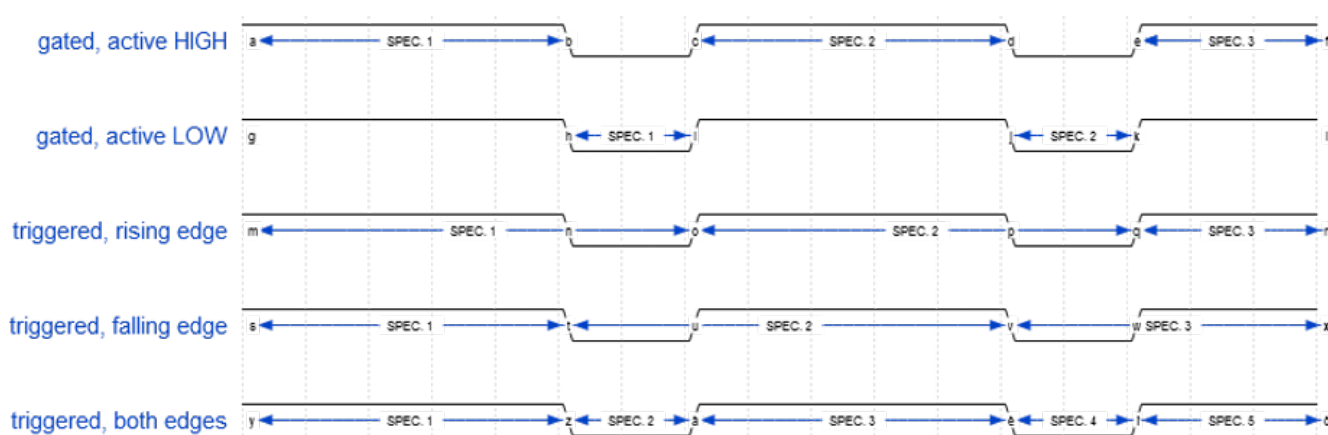 gated, active HIGH a SPEC. 1 b c SPEC. 2 d e SPEC. 3 f
gated, active LOW g h SPEC. 1 i j SPEC. 2 k l
triggered, rising edge m SPEC. 1 n o SPEC. 2 p q SPEC. 3 r
triggered, falling edge s SPEC. 1 t u SPEC. 2 v w SPEC. 3 x
triggered, both edges y SPEC. 1 z SPEC. 2 a SPEC. 3 e SPEC. 4 SPEC. 5